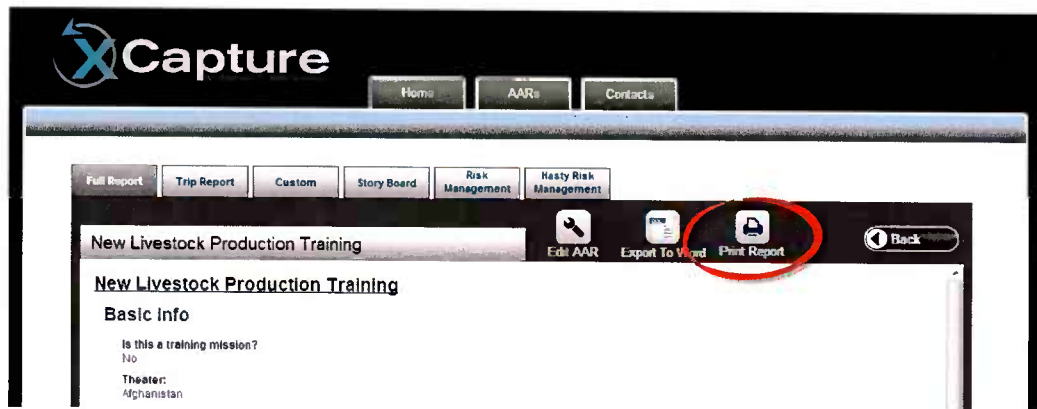 XCapture
Home AARs Contacts
Full Report Trip Report Custom Story Board Risk Management Hasty Risk Management
New Livestock Production Training
Edit AAR Export To Word Print Report Back
New Livestock Production Training
Basic Info
Is this a training mission?
No
Theater:
Afghanistan